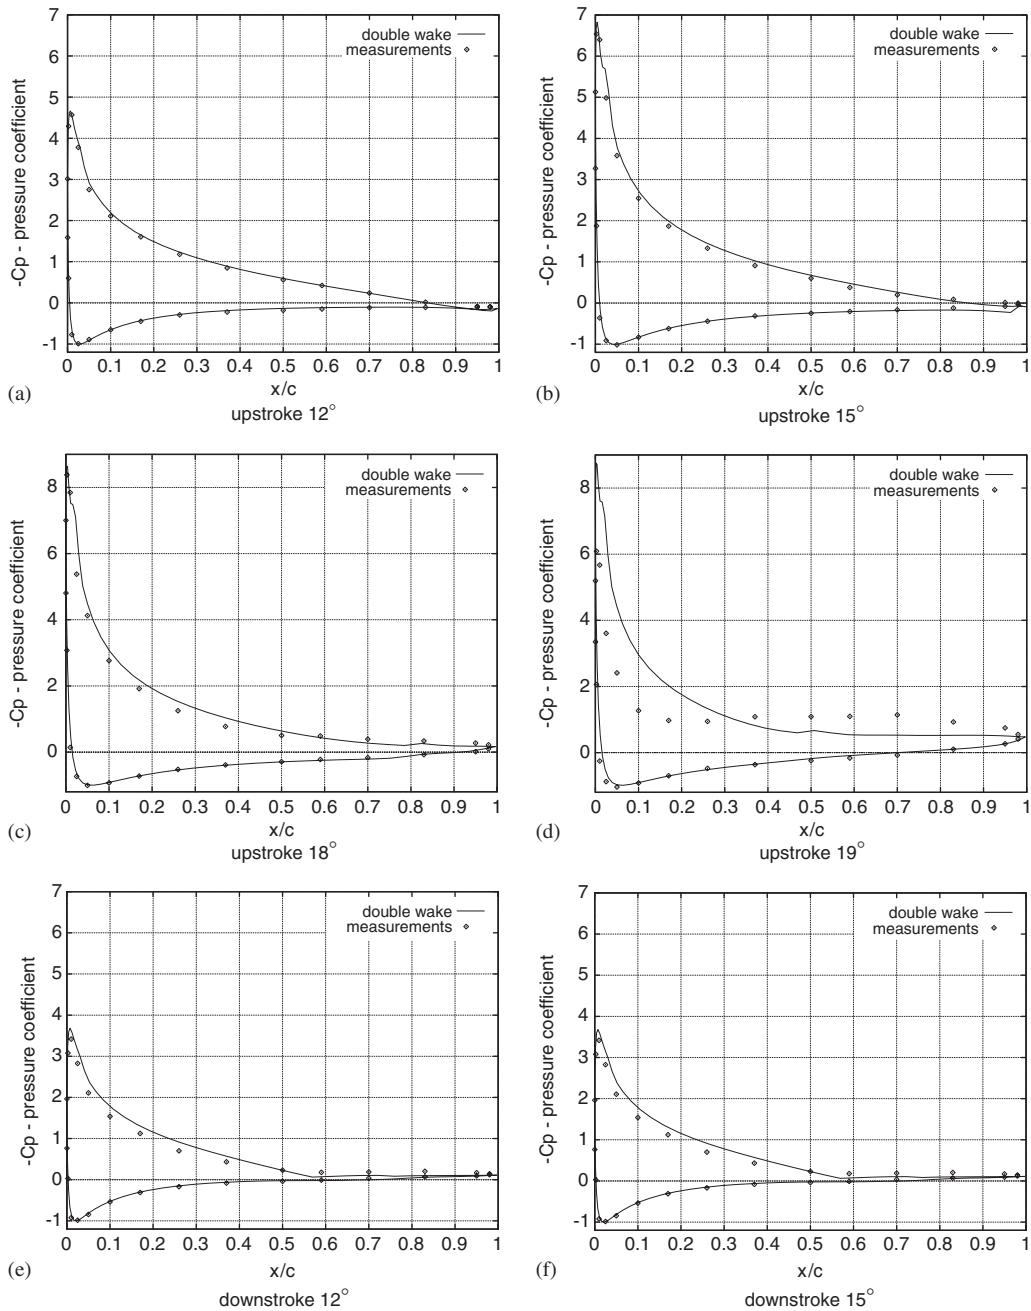 7
6
5
4
3
2
1
0
-1
-Cp - pressure coefficient
double wake
measurements
0 0.1 0.2 0.3 0.4 0.5 0.6 0.7 0.8 0.9 1
x/c
(a)
upstroke 12°
7
6
5
4
3
2
1
0
-1
-Cp - pressure coefficient
double wake
measurements
0 0.1 0.2 0.3 0.4 0.5 0.6 0.7 0.8 0.9 1
x/c
(b)
upstroke 15°
8
6
4
2
0
-Cp - pressure coefficient
double wake
measurements
0 0.1 0.2 0.3 0.4 0.5 0.6 0.7 0.8 0.9 1
x/c
(c)
upstroke 18°
8
6
4
2
0
-Cp - pressure coefficient
double wake
measurements
0 0.1 0.2 0.3 0.4 0.5 0.6 0.7 0.8 0.9 1
x/c
(d)
upstroke 19°
7
6
5
4
3
2
1
0
-1
-Cp - pressure coefficient
double wake
measurements
0 0.1 0.2 0.3 0.4 0.5 0.6 0.7 0.8 0.9 1
x/c
(e)
downstroke 12°
7
6
5
4
3
2
1
0
-1
-Cp - pressure coefficient
double wake
measurements
0 0.1 0.2 0.3 0.4 0.5 0.6 0.7 0.8 0.9 1
x/c
(f)
downstroke 15°